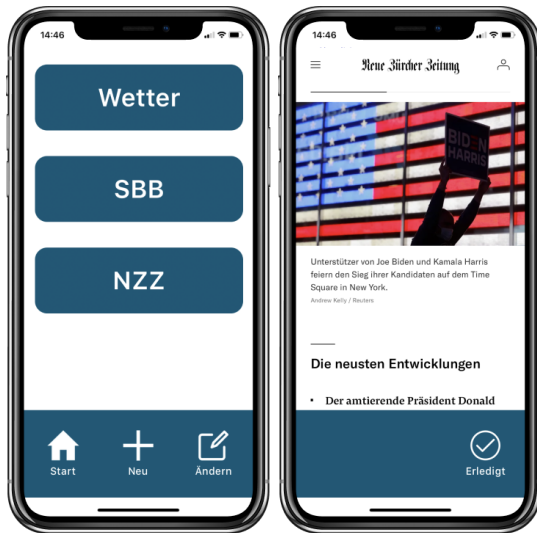 14:46
Wetter
SBB
NZZ
Start
Neu
Ändern
14:46
Neue Zürcher Zeitung
BIDEN
HARRIS
Unterstützer von Joe Biden und Kamala Harris
feiern den Sieg ihrer Kandidaten auf dem Time
Square in New York.
Andrew Kelly / Reuters
Die neusten Entwicklungen
• Der amtierende Präsident Donald
Erledigt